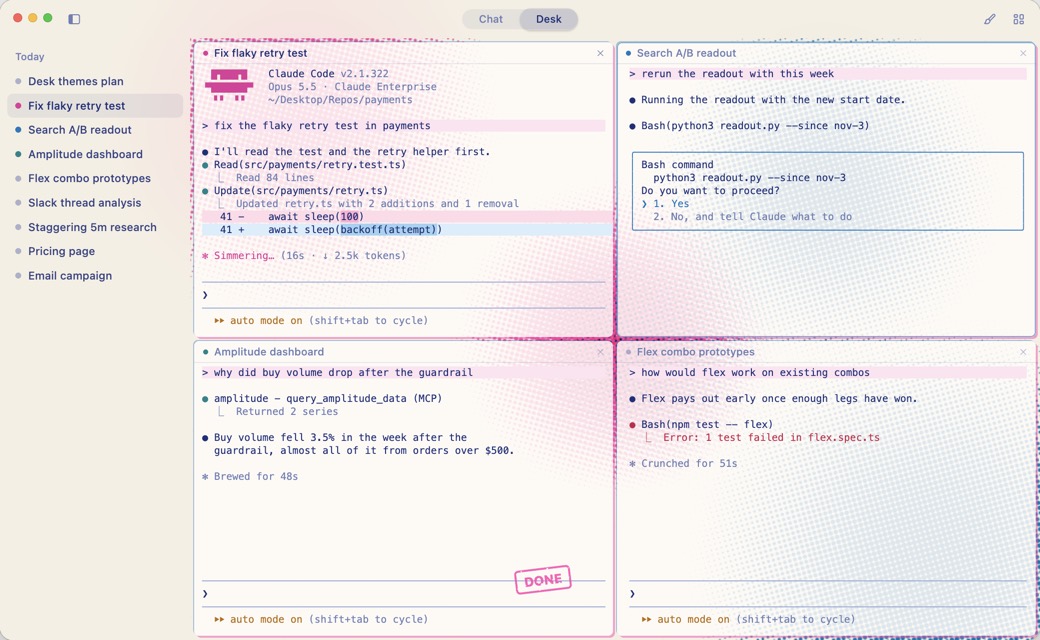 Chat
Desk
Today
Desk themes plan
Fix flaky retry test
Search A/B readout
Amplitude dashboard
Flex combo prototypes
Slack thread analysis
Staggering 5m research
Pricing page
Email campaign
Fix flaky retry test ×
Claude Code v2.1.322
Opus 5.5 · Claude Enterprise
~/Desktop/Repos/payments
> fix the flaky retry test in payments
● I'll read the test and the retry helper first.
● Read(src/payments/retry.test.ts)
⎿ Read 84 lines
● Update(src/payments/retry.ts)
⎿ Updated retry.ts with 2 additions and 1 removal
41 - await sleep(100)
41 + await sleep(backoff(attempt))
✻ Simmering… (16s · ↓ 2.5k tokens)
❯
⏵⏵ auto mode on (shift+tab to cycle)
Search A/B readout ×
> rerun the readout with this week
● Running the readout with the new start date.
● Bash(python3 readout.py --since nov-3)
Bash command
python3 readout.py --since nov-3
Do you want to proceed?
❯ 1. Yes
2. No, and tell Claude what to do
Amplitude dashboard ×
> why did buy volume drop after the guardrail
● amplitude - query_amplitude_data (MCP)
⎿ Returned 2 series
● Buy volume fell 3.5% in the week after the
guardrail, almost all of it from orders over $500.
✻ Brewed for 48s
DONE
❯
⏵⏵ auto mode on (shift+tab to cycle)
Flex combo prototypes ×
> how would flex work on existing combos
● Flex pays out early once enough legs have won.
● Bash(npm test -- flex)
⎿ Error: 1 test failed in flex.spec.ts
✻ Crunched for 51s
❯
⏵⏵ auto mode on (shift+tab to cycle)